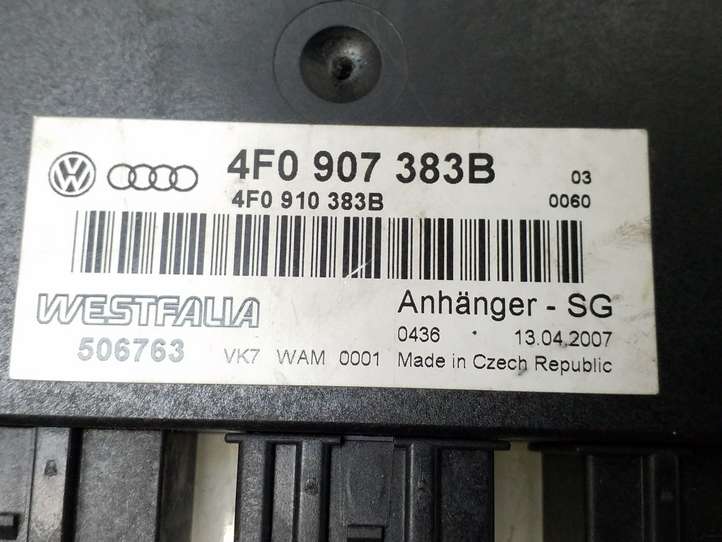 4F0 907 383B 03
4F0 910 383B 0060
WESTFALIA Anhänger - SG
506763 0436 · 13.04.2007
VK7 WAM 0001 Made in Czech Republic